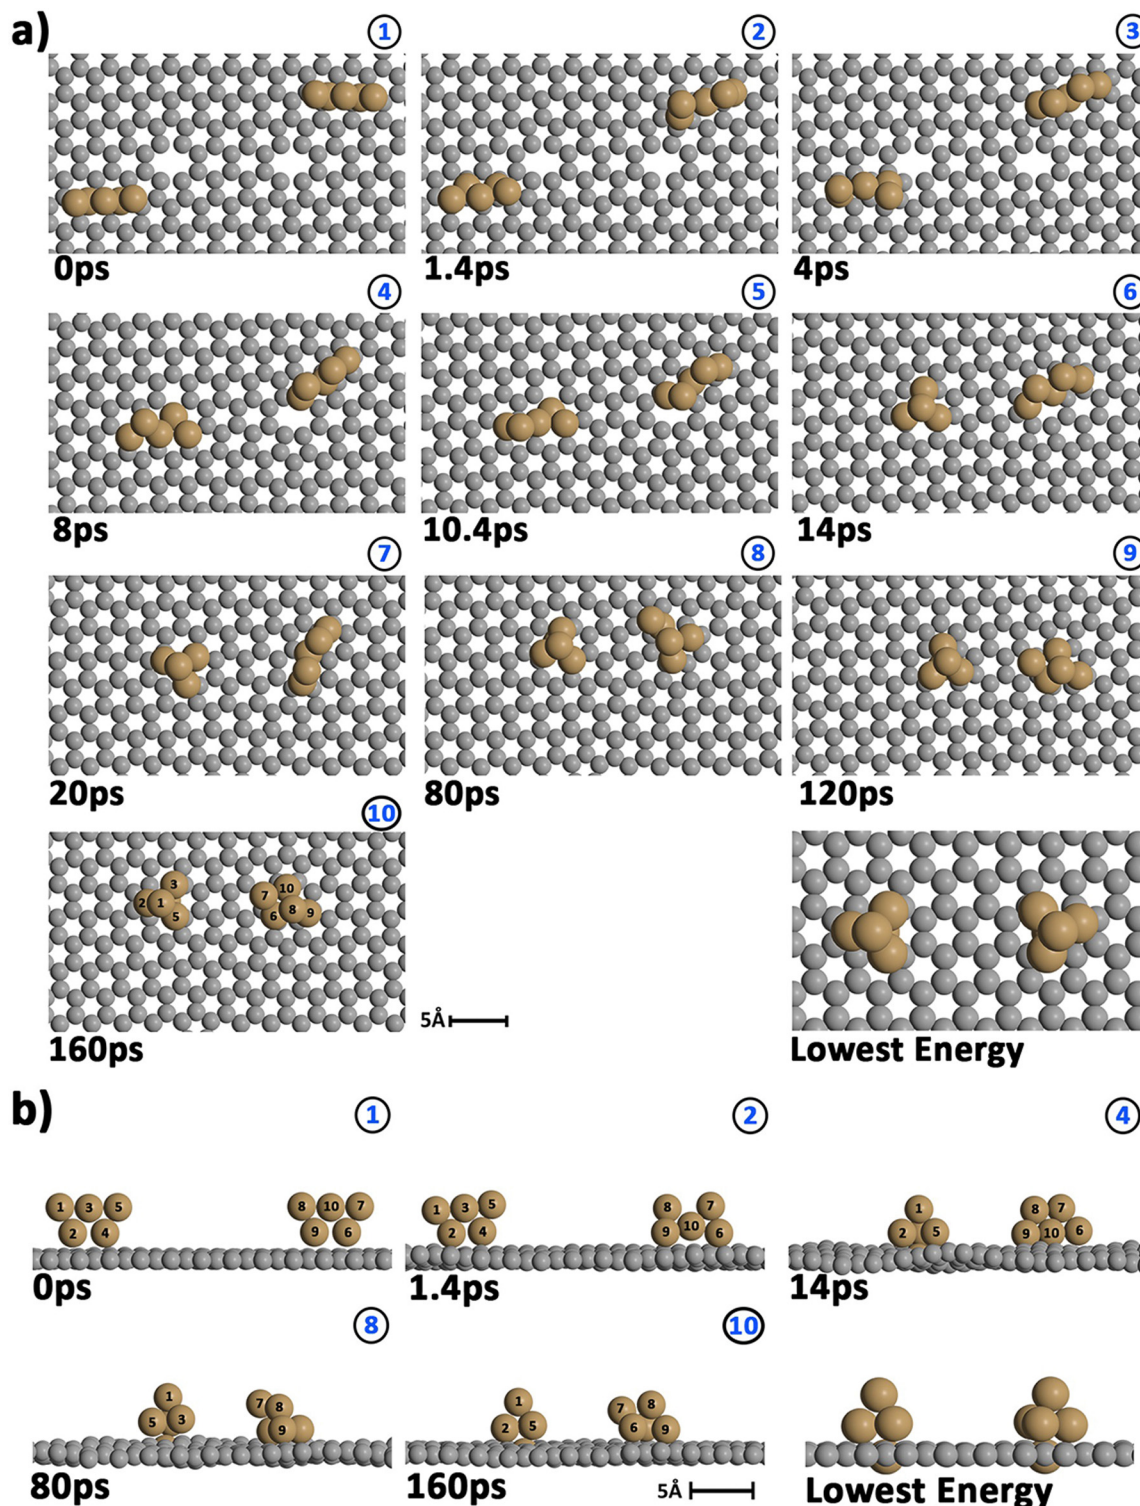 a)
1 2 3
0ps 1.4ps 4ps
4 5 6
8ps 10.4ps 14ps
7 8 9
20ps 80ps 120ps
10
3
2 1
5
10
7
8 9
6
5Å
160ps Lowest Energy
b)
1 2 4
1 3 5 8 10 7
2 4 9 6
1 3 5 8 7
2 4 9 10 6
1 8 7
2 5 9 10 6
0ps 1.4ps 14ps
8 10
1 7 8
5 3 9
1 7 8
2 5 6 9
80ps 160ps 5Å Lowest Energy